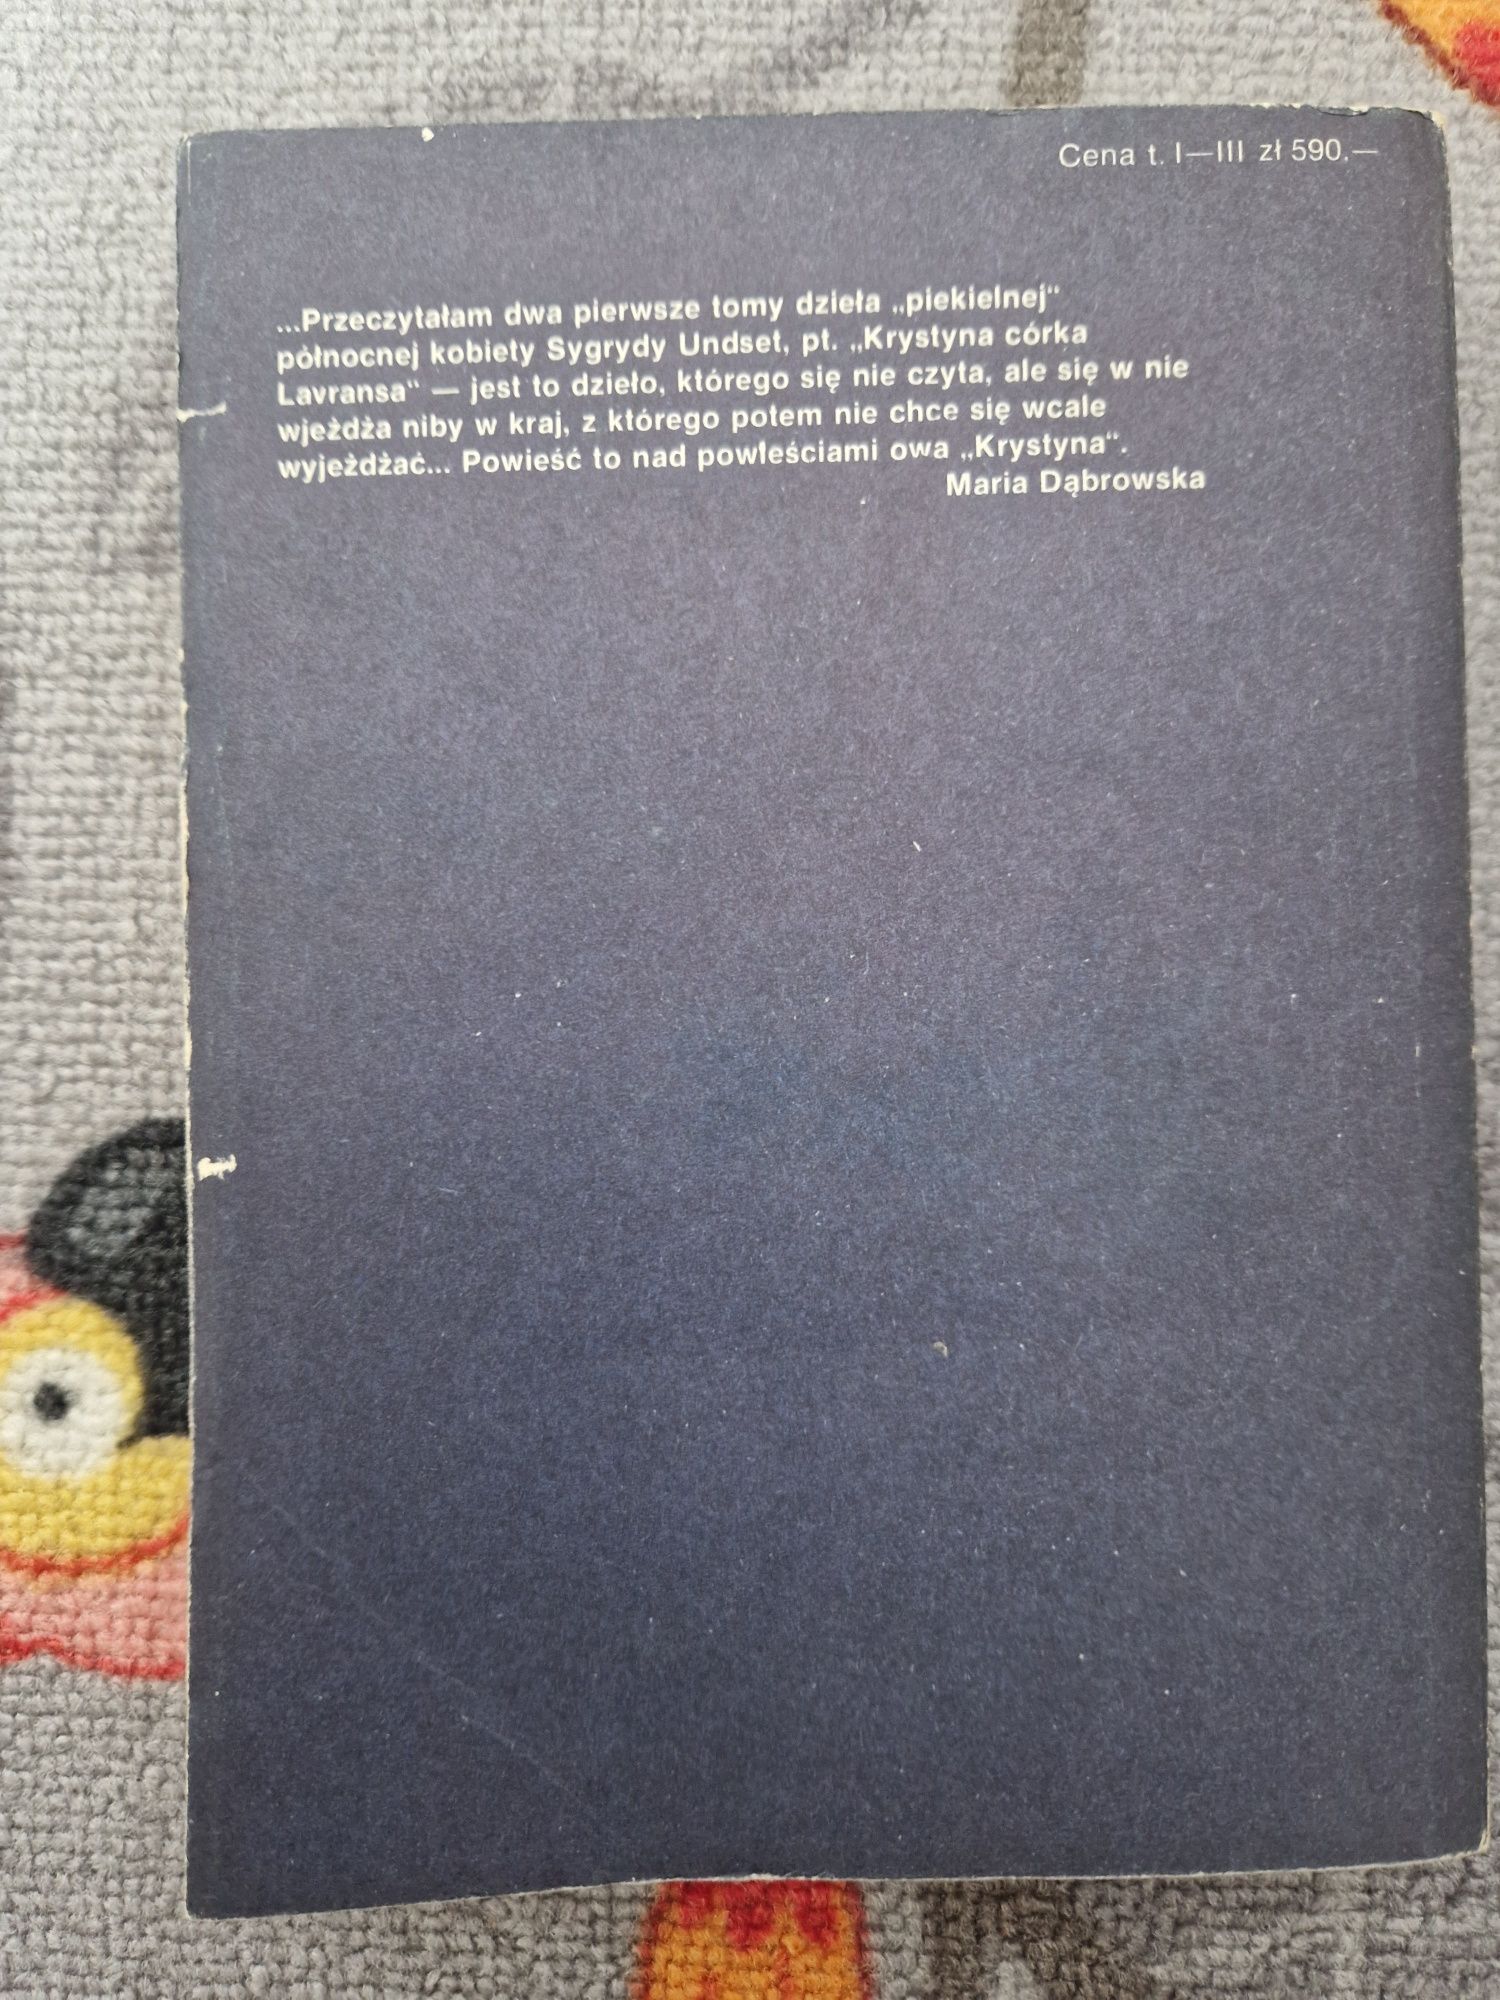 Cena t. I—III zł 590.—
...Przeczytałam dwa pierwsze tomy dzieła „piekielnej“
północnej kobiety Sygrydy Undset, pt. „Krystyna córka
Lavransa“ — jest to dzieło, którego się nie czyta, ale się w nie
wjeżdża niby w kraj, z którego potem nie chce się wcale
wyjeżdżać... Powieść to nad powieściami owa „Krystyna“.
Maria Dąbrowska